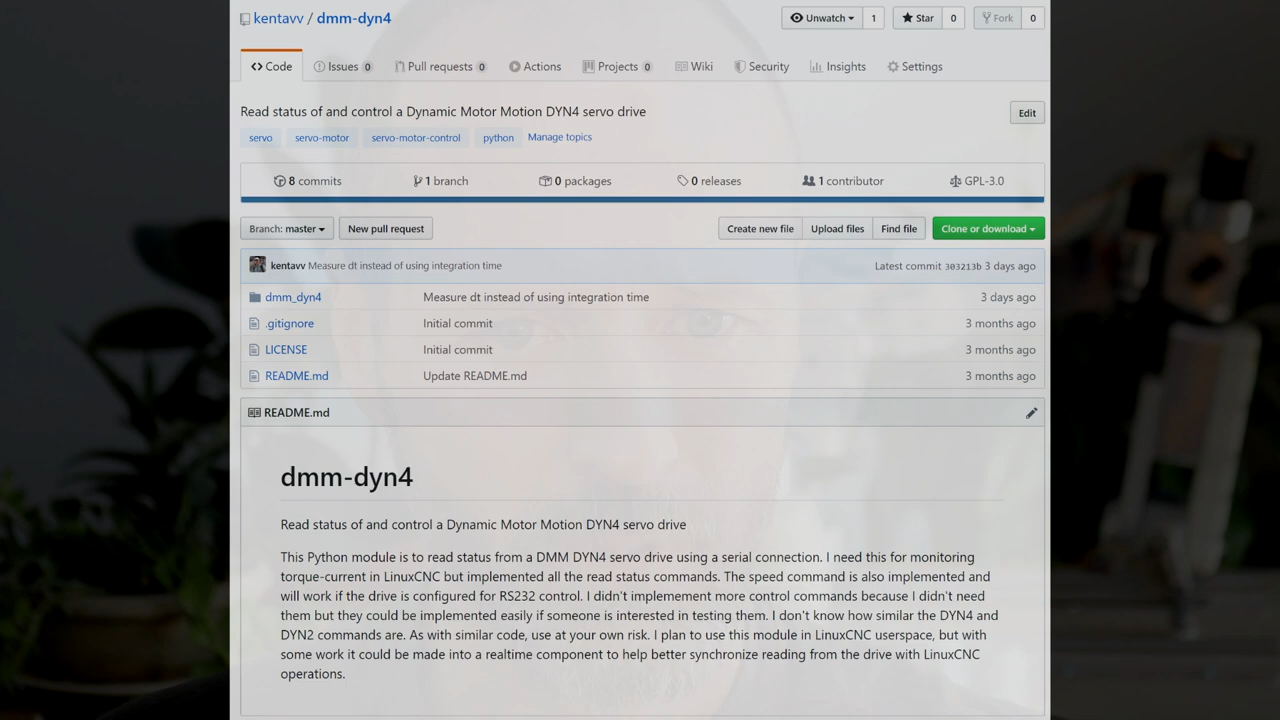 kentavv / dmm-dyn4
Unwatch 1 Star 0 Fork 0
Code Issues 0 Pull requests 0 Actions Projects 0 Wiki Security Insights Settings
Read status of and control a Dynamic Motor Motion DYN4 servo drive
Edit
servo servo-motor servo-motor-control python Manage topics
8 commits 1 branch 0 packages 0 releases 1 contributor GPL-3.0
Branch: master New pull request Create new file Upload files Find file Clone or download
kentavv Measure dt instead of using integration time Latest commit 303213b 3 days ago
dmm_dyn4 Measure dt instead of using integration time 3 days ago
.gitignore Initial commit 3 months ago
LICENSE Initial commit 3 months ago
README.md Update README.md 3 months ago
README.md
dmm-dyn4
Read status of and control a Dynamic Motor Motion DYN4 servo drive
This Python module is to read status from a DMM DYN4 servo drive using a serial connection. I need this for monitoring
torque-current in LinuxCNC but implemented all the read status commands. The speed command is also implemented and
will work if the drive is configured for RS232 control. I didn't implemement more control commands because I didn't need
them but they could be implemented easily if someone is interested in testing them. I don't know how similar the DYN4 and
DYN2 commands are. As with similar code, use at your own risk. I plan to use this module in LinuxCNC userspace, but with
some work it could be made into a realtime component to help better synchronize reading from the drive with LinuxCNC
operations.